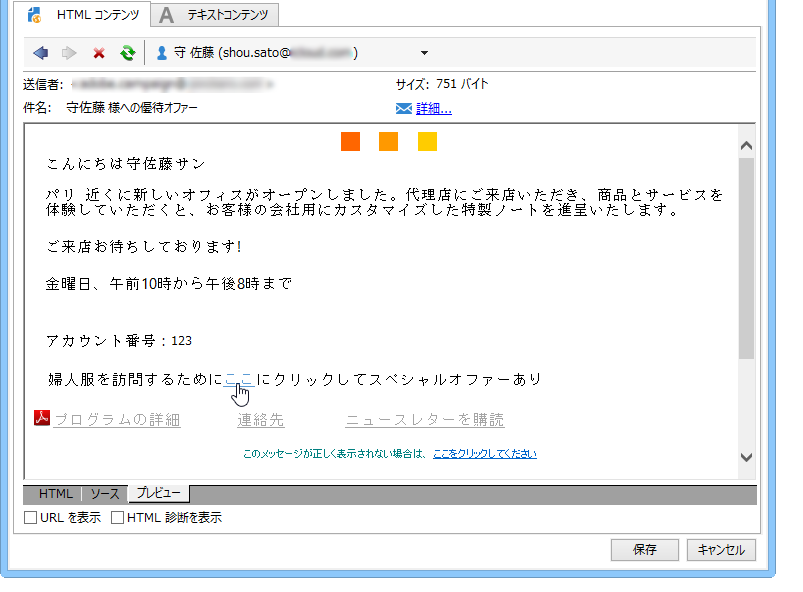 HTML コンテンツ
テキストコンテンツ
守 佐藤 (shou.sato@ )
送信者:
サイズ: 751 バイト
件名: 守佐藤 様への優待オファー
詳細...
こんにちは守佐藤サン
パリ 近くに新しいオフィスがオープンしました。代理店にご来店いただき、商品とサービスを
体験していただくと、お客様の会社用にカスタマイズした特製ノートを進呈いたします。
ご来店お待ちしております!
金曜日、午前10時から午後8時まで
アカウント番号:123
婦人服を訪問するためにここにクリックしてスペシャルオファーあり
プログラムの詳細 連絡先 ニュースレターを購読
このメッセージが正しく表示されない場合は、ここをクリックしてください
HTML ソース プレビュー
URL を表示 HTML 診断を表示
保存 キャンセル